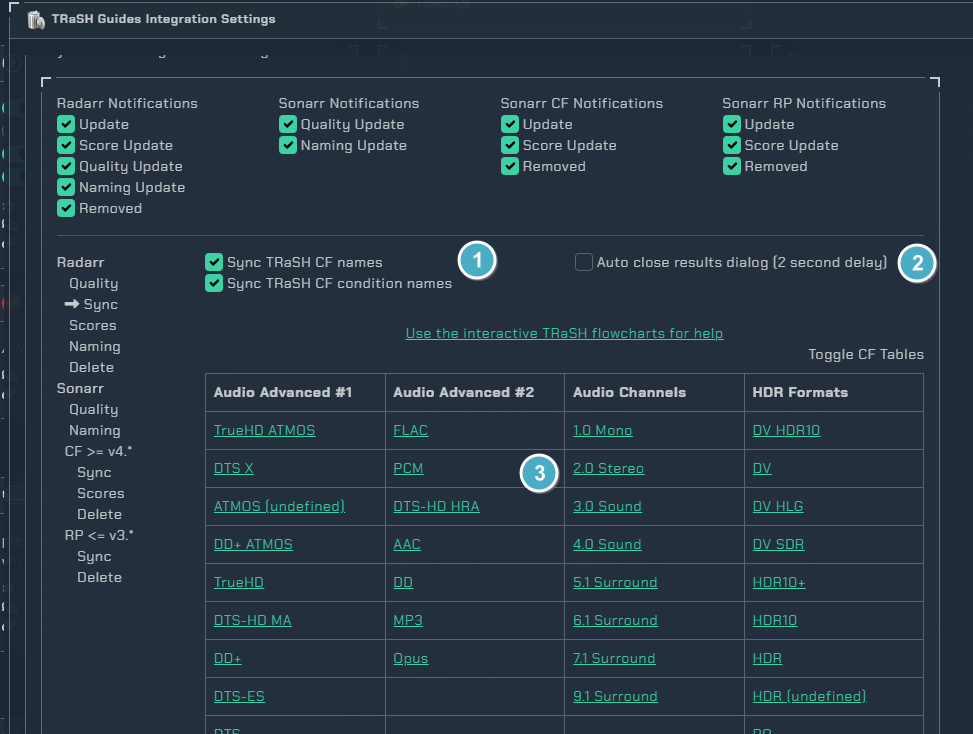 TRaSH Guides Integration Settings
Radarr Notifications
Update
Score Update
Quality Update
Naming Update
Removed
Sonarr Notifications
Quality Update
Naming Update
Sonarr CF Notifications
Update
Score Update
Removed
Sonarr RP Notifications
Update
Score Update
Removed
Radarr
Quality
Sync
Scores
Naming
Delete
Sonarr
Quality
Naming
CF >= v4.*
Sync
Scores
Delete
RP <= v3.*
Sync
Delete
Sync TRaSH CF names
Sync TRaSH CF condition names
1
Auto close results dialog (2 second delay)
2
Use the interactive TRaSH flowcharts for help
Toggle CF Tables
Audio Advanced #1 Audio Advanced #2 Audio Channels HDR Formats
TrueHD ATMOS FLAC 1.0 Mono DV HDR10
DTS X PCM 3 2.0 Stereo DV
ATMOS (undefined) DTS-HD HRA 3.0 Sound DV HLG
DD+ ATMOS AAC 4.0 Sound DV SDR
TrueHD DD 5.1 Surround HDR10+
DTS-HD MA MP3 6.1 Surround HDR10
DD+ Opus 7.1 Surround HDR
DTS-ES 9.1 Surround HDR (undefined)
DTS